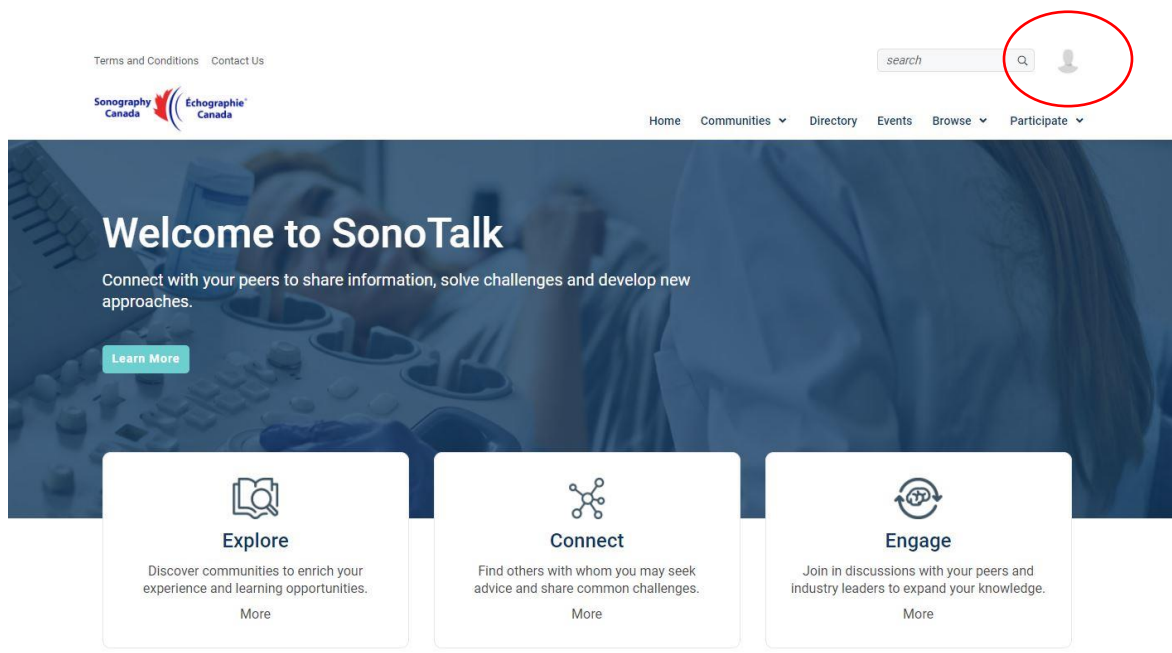 Terms and Conditions Contact Us
search
Sonography Échographie
Canada Canada
Home Communities Directory Events Browse Participate
Welcome to SonoTalk
Connect with your peers to share information, solve challenges and develop new
approaches.
Learn More
Explore
Discover communities to enrich your
experience and learning opportunities.
More
Connect
Find others with whom you may seek
advice and share common challenges.
More
Engage
Join in discussions with your peers and
industry leaders to expand your knowledge.
More